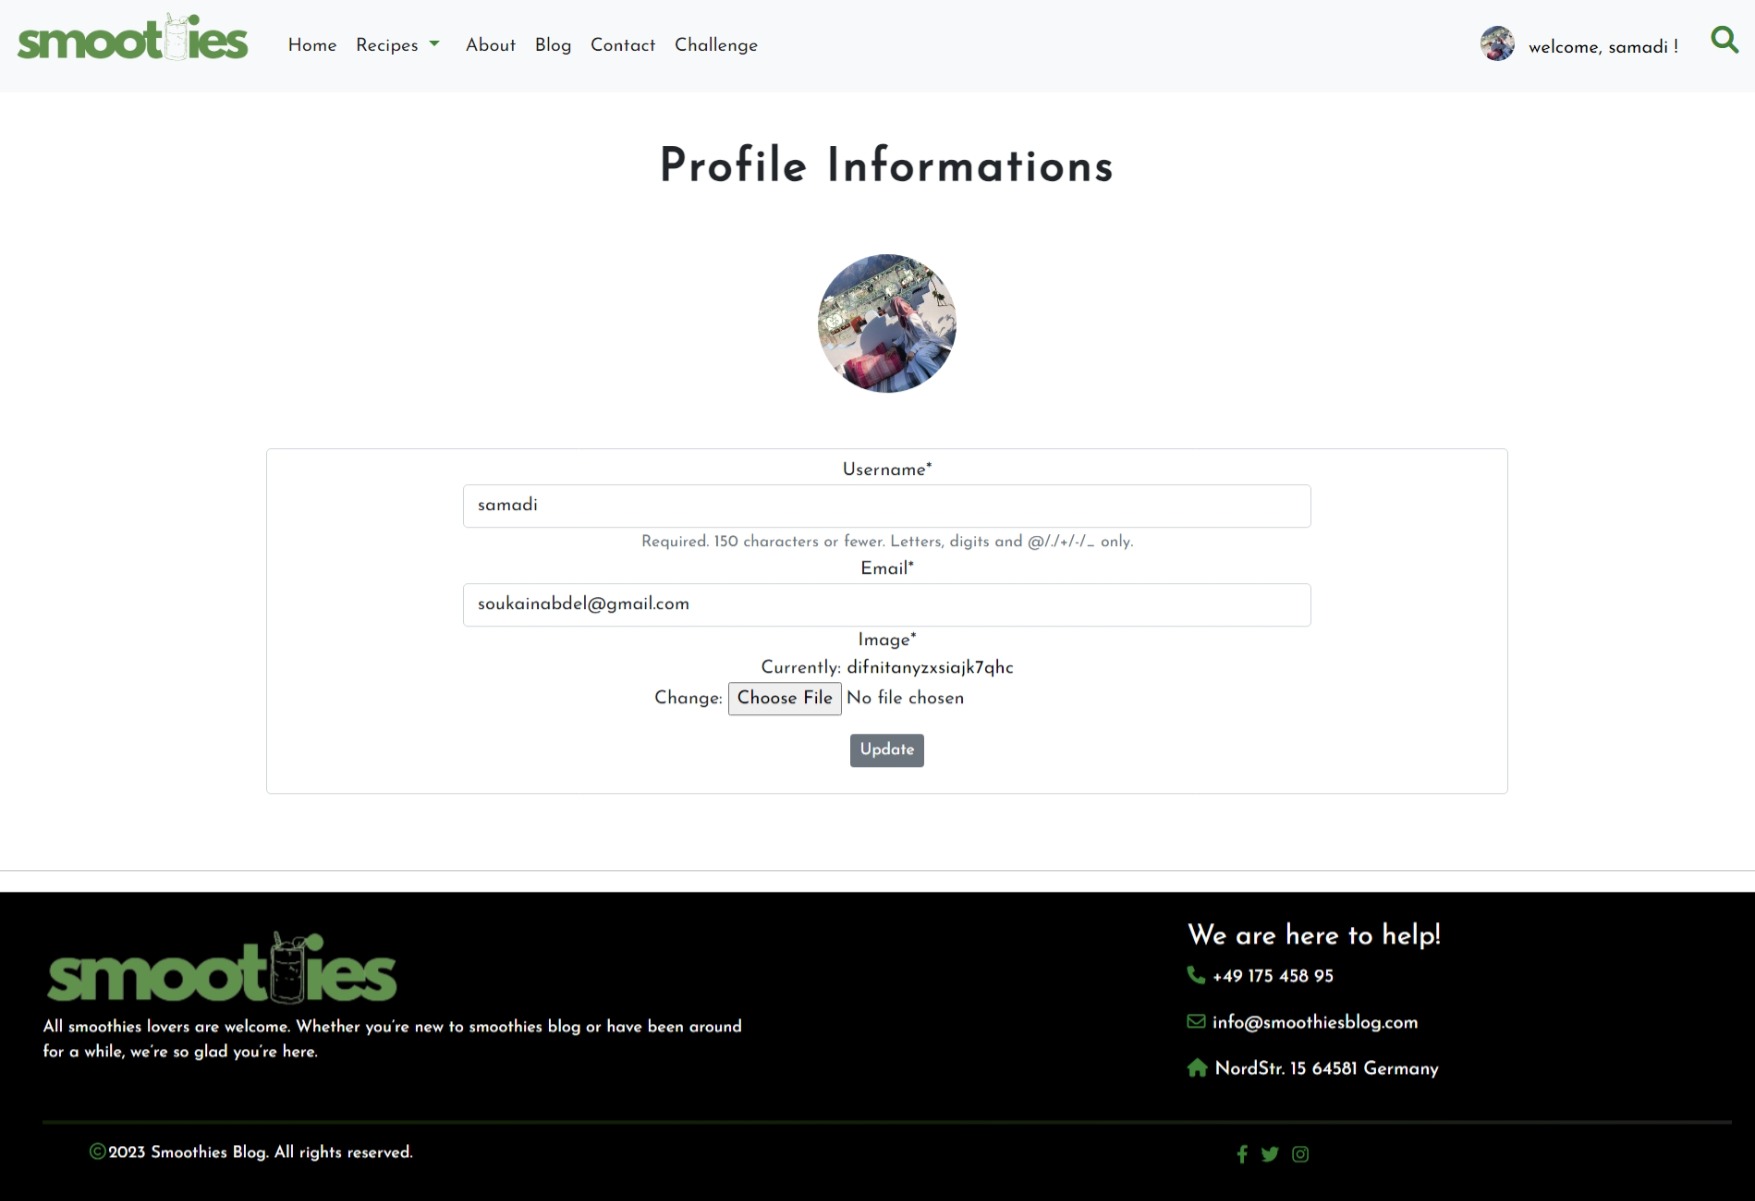 smoothies
Home Recipes About Blog Contact Challenge
welcome, samadi !
Profile Informations
Username*
samadi
Required. 150 characters or fewer. Letters, digits and @/./+/-/_ only.
Email*
soukainabdel@gmail.com
Image*
Currently: difnitanyzxsiajk7qhc
Change: Choose File No file chosen
Update
smoothies
All smoothies lovers are welcome. Whether you're new to smoothies blog or have been around
for a while, we're so glad you're here.
We are here to help!
+49 175 458 95
info@smoothiesblog.com
NordStr. 15 64581 Germany
©2023 Smoothies Blog. All rights reserved.